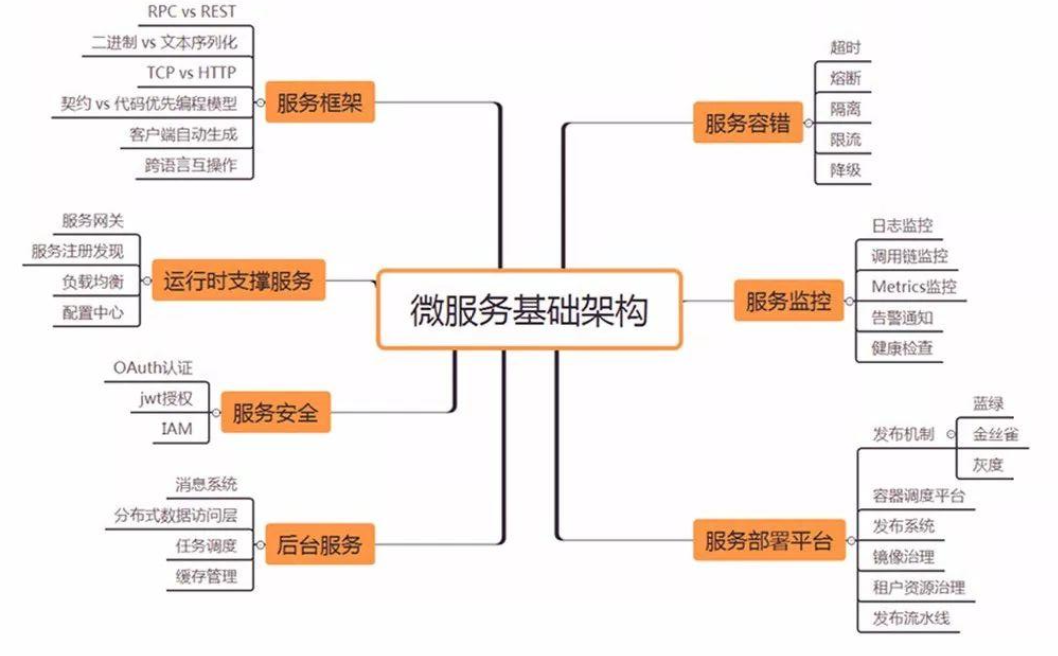 微服务基础架构
服务框架
RPC vs REST
二进制 vs 文本序列化
TCP vs HTTP
契约 vs 代码优先编程模型
客户端自动生成
跨语言互操作
运行时支撑服务
服务网关
服务注册发现
负载均衡
配置中心
服务安全
OAuth认证
jwt授权
IAM
后台服务
消息系统
分布式数据访问层
任务调度
缓存管理
服务容错
超时
熔断
隔离
限流
降级
服务监控
日志监控
调用链监控
Metrics监控
告警通知
健康检查
服务部署平台
发布机制
蓝绿
金丝雀
灰度
容器调度平台
发布系统
镜像治理
租户资源治理
发布流水线